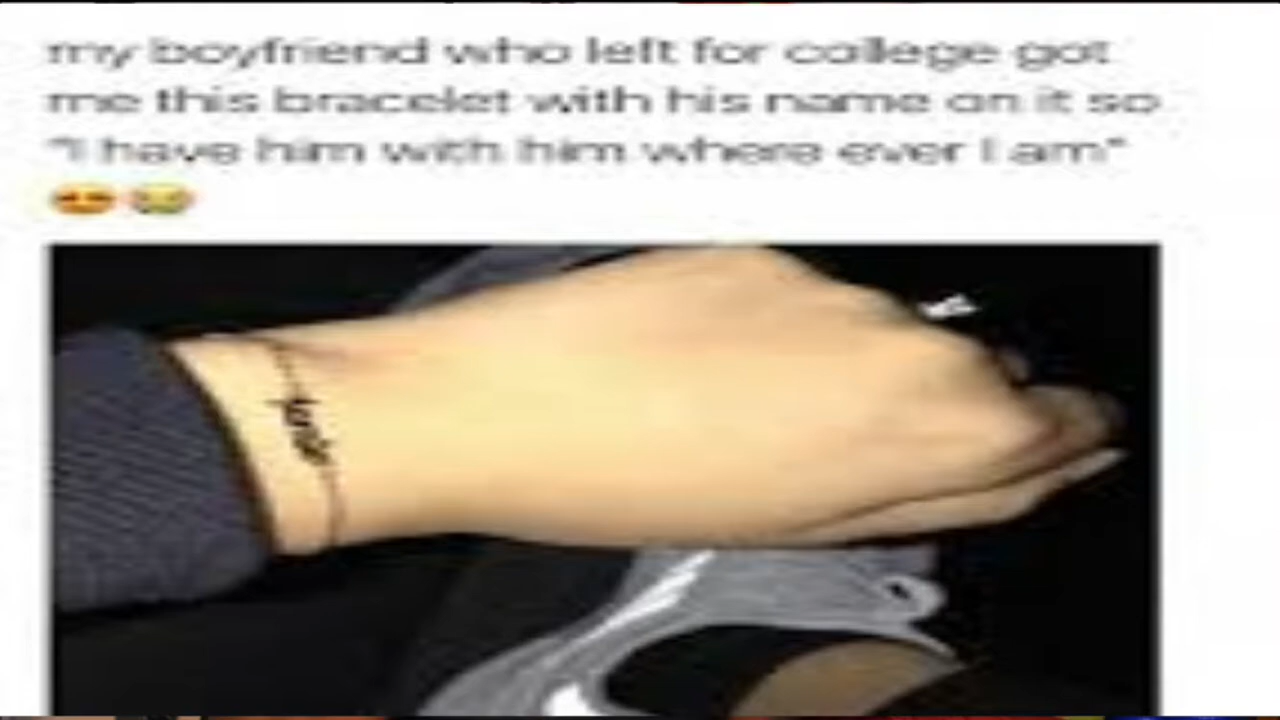 my boyfriend who left for college got
me this bracelet with his name on it so
"I have him with him where ever I am"
😍😂